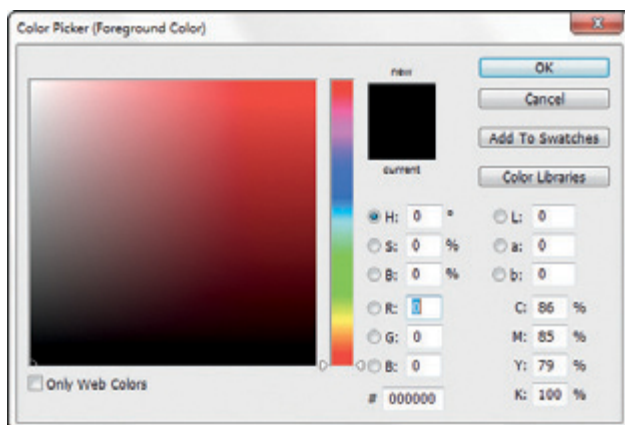 Color Picker (Foreground Color)
new
current
OK
Cancel
Add To Swatches
Color Libraries
H: 0 °
S: 0 %
B: 0 %
R: 0
G: 0
B: 0
# 000000
L: 0
a: 0
b: 0
C: 86 %
M: 85 %
Y: 79 %
K: 100 %
Only Web Colors